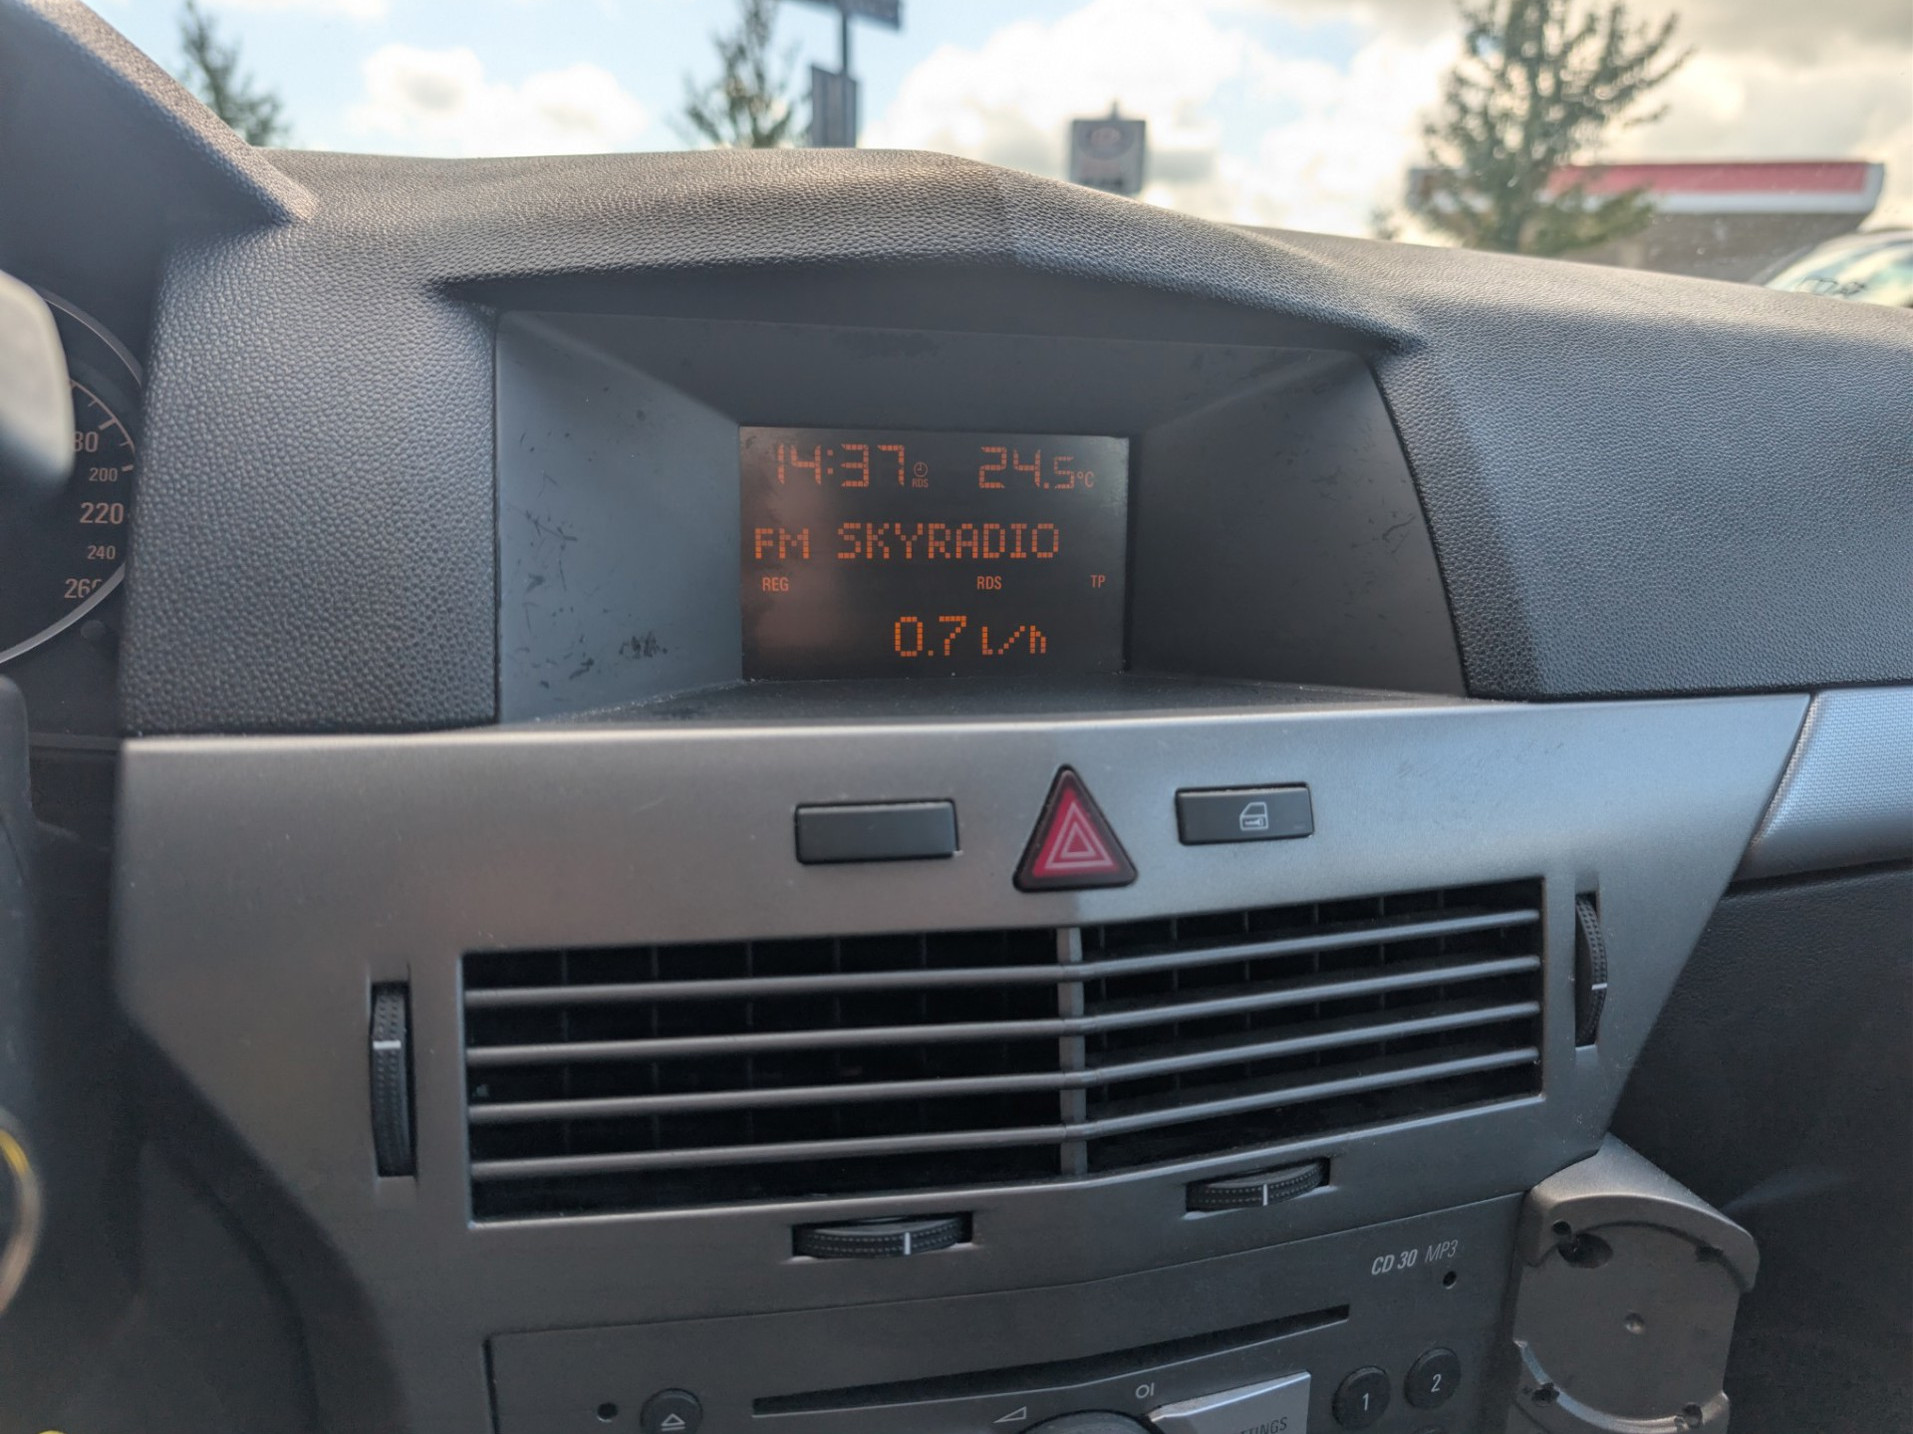 14:37 RDS 24.5°C
FM SKYRADIO
REG RDS TP
0.7 l/h
80
200
220
240
260
CD 30 MP3
1 2